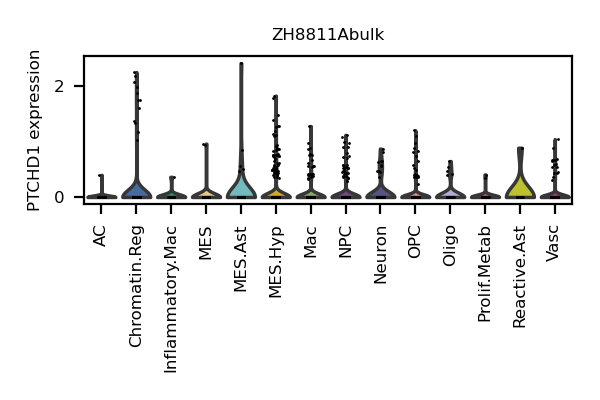 ZH8811Abulk
PTCHD1 expression
2
0
AC
Chromatin.Reg
Inflammatory.Mac
MES
MES.Ast
MES.Hyp
Mac
NPC
Neuron
OPC
Oligo
Prolif.Metab
Reactive.Ast
Vasc